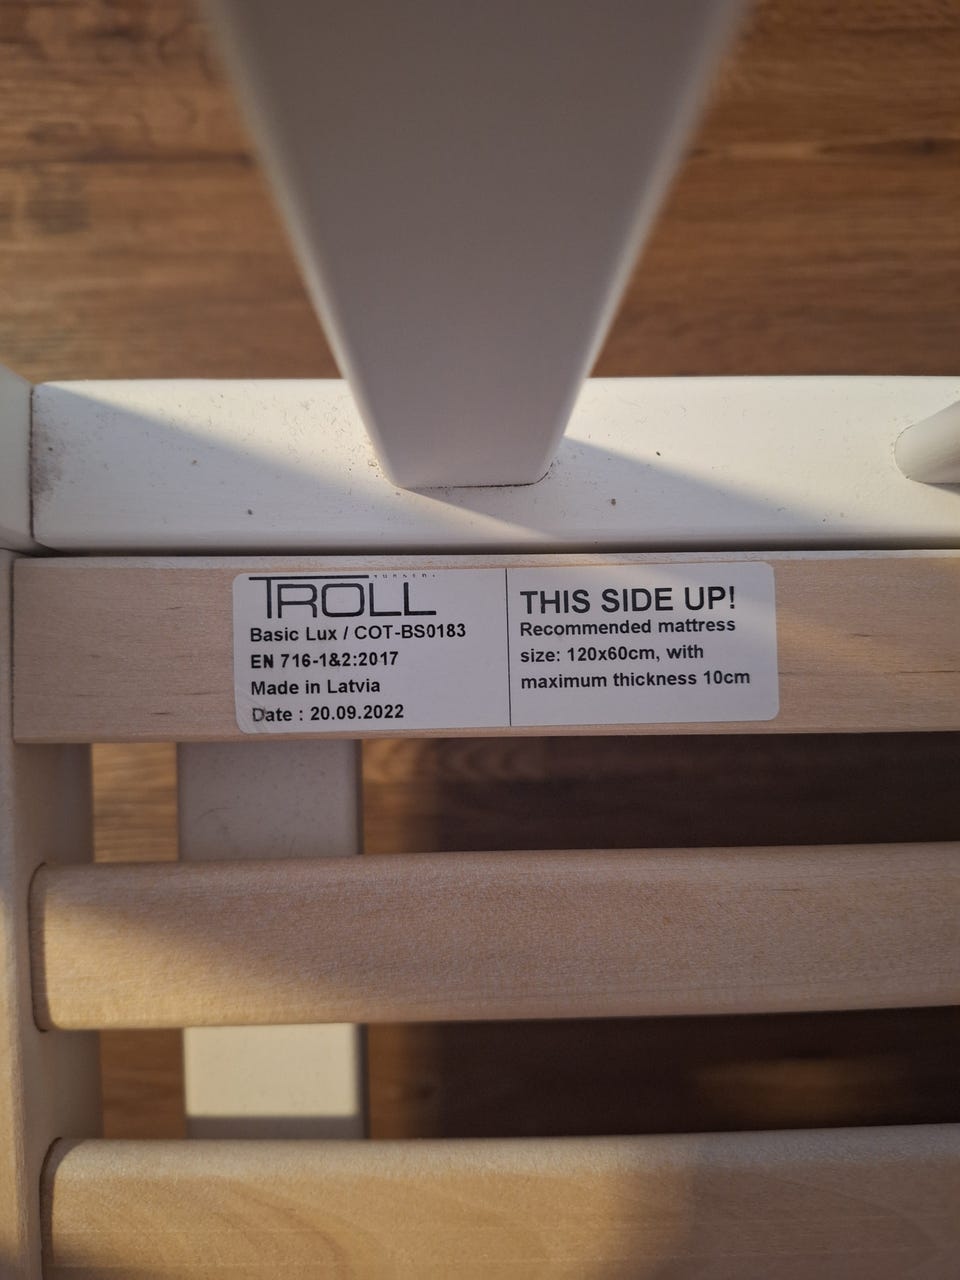 TROLL
Basic Lux / COT-BS0183
EN 716-1&2:2017
Made in Latvia
Date : 20.09.2022
THIS SIDE UP!
Recommended mattress
size: 120x60cm, with
maximum thickness 10cm